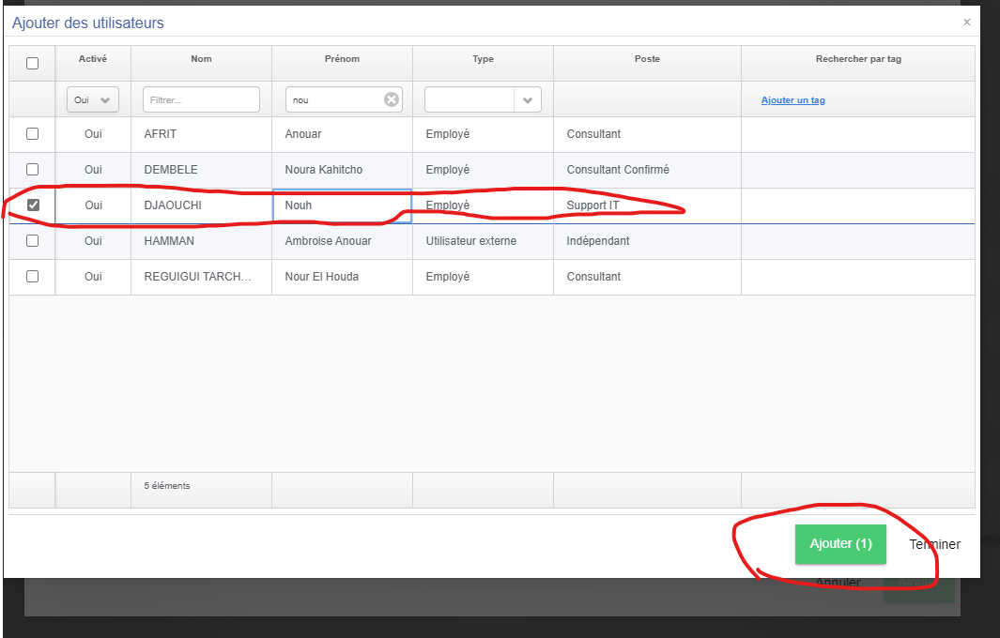 Ajouter des utilisateurs ×
Activé Nom Prénom Type Poste Rechercher par tag
Oui Filtrer... nou Ajouter un tag
Oui AFRIT Anouar Employé Consultant
Oui DEMBELE Noura Kahitcho Employé Consultant Confirmé
Oui DJAOUCHI Nouh Employé Support IT
Oui HAMMAN Ambroise Anouar Utilisateur externe Indépendant
Oui REGUIGUI TARCH... Nour El Houda Employé Consultant
5 éléments
Ajouter (1) Terminer
Annuler Ajouter